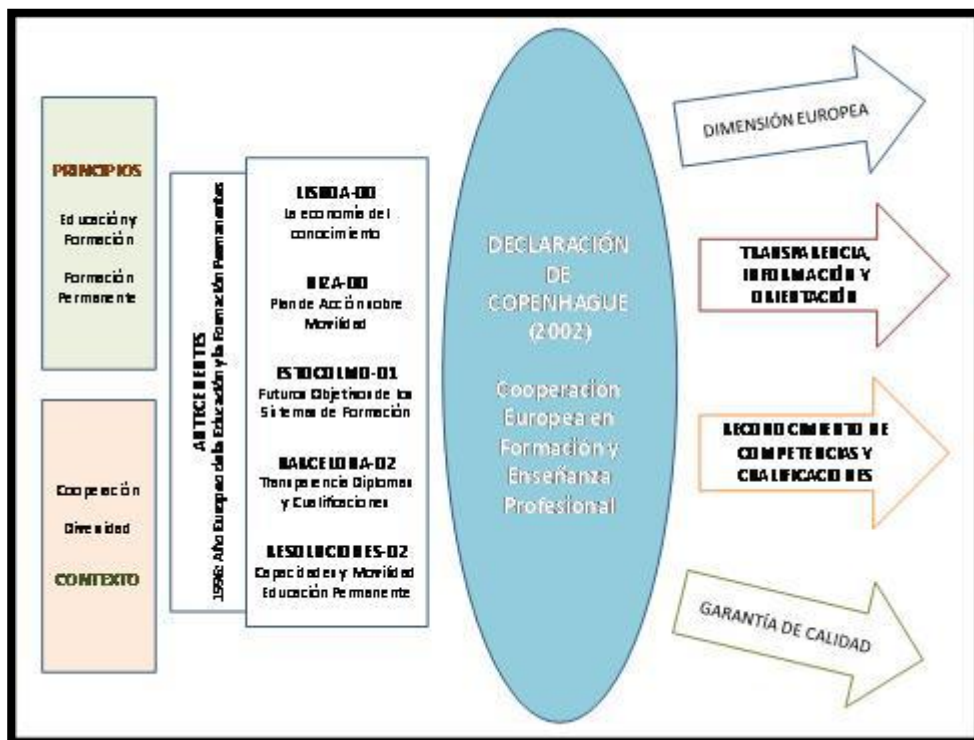 PRINCIPIOS
Educación y
Formación
Formación
Permanente
Cooperación
Diversidad
CONTEXTO
ANTECENTES
1996: Año Europeo de la Educación y la Formación Permanentes
LISBOA-00
La economía del
conocimiento
NIZA-00
Plan de Acción sobre
Movilidad
ESTOCOLMO-01
Futuros Objetivos de los
Sistemas de Formación
BARCELONA-02
Transparencia Diplomas
y Cualificaciones
RESOLUCIONES-02
Capacidades y Movilidad
Educación Permanente
DECLARACIÓN
DE
COPENHAGUE
(2002)
Cooperación
Europea en
Formación y
Enseñanza
Profesional
DIMENSIÓN EUROPEA
TRANSPARENCIA,
INFORMACIÓN Y
ORIENTACIÓN
RECONOCIMIENTO DE
COMPETENCIAS Y
CUALIFICACIONES
GARANTÍA DE CALIDAD